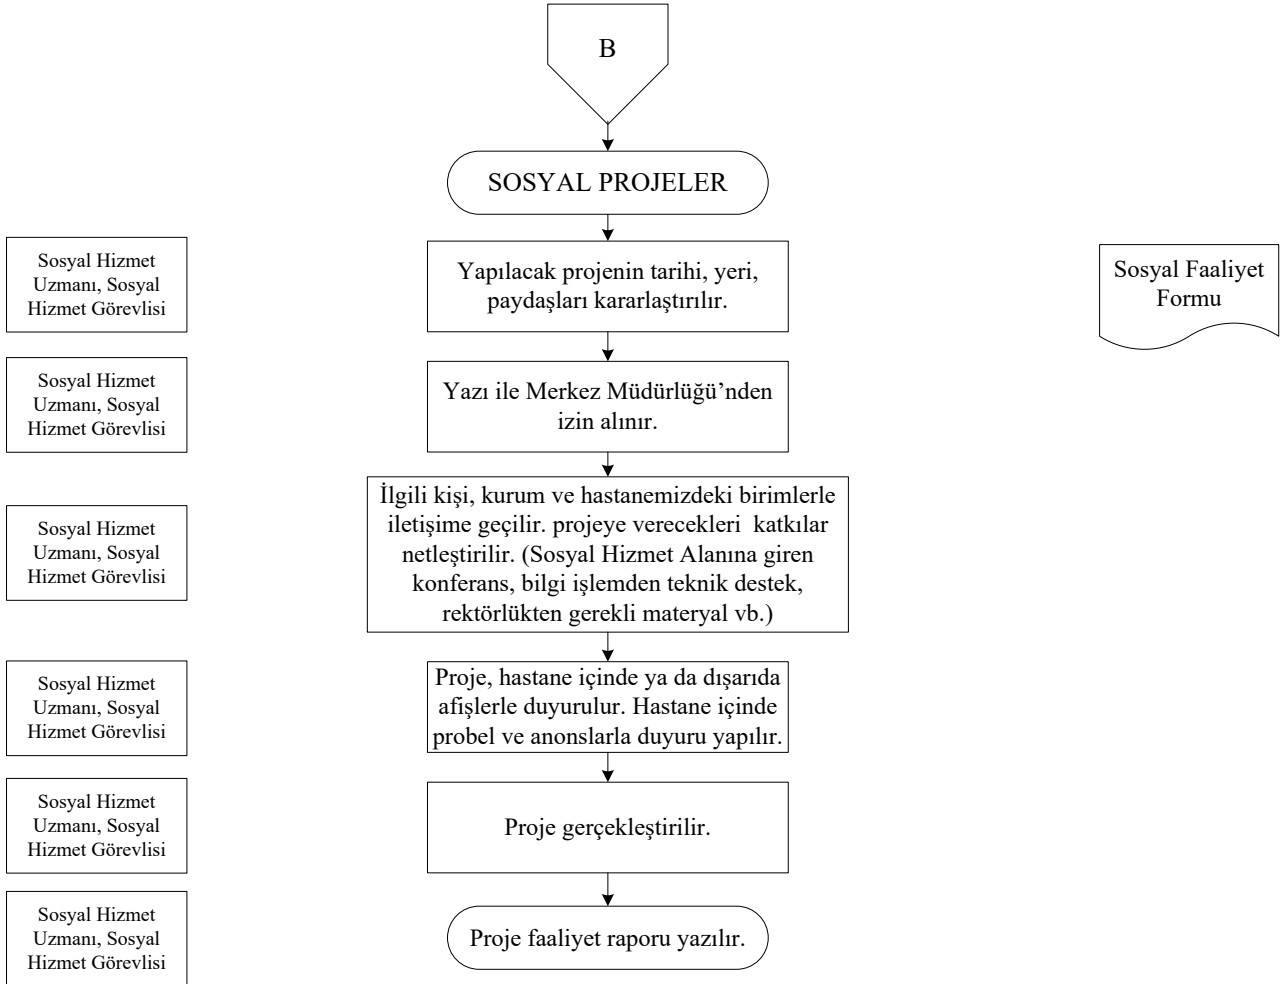 B
SOSYAL PROJELER
Sosyal Hizmet
Uzmanı, Sosyal
Hizmet Görevlisi
Yapılacak projenin tarihi, yeri,
paydaşları kararlaştırılır.
Sosyal Faaliyet
Formu
Sosyal Hizmet
Uzmanı, Sosyal
Hizmet Görevlisi
Yazı ile Merkez Müdürlüğü’nden
izin alınır.
Sosyal Hizmet
Uzmanı, Sosyal
Hizmet Görevlisi
İlgili kişi, kurum ve hastanemizdeki birimlerle
iletişime geçilir. projeye verecekleri  katkılar
netleştirilir. (Sosyal Hizmet Alanına giren
konferans, bilgi işlemden teknik destek,
rektörlükten gerekli materyal vb.)
Sosyal Hizmet
Uzmanı, Sosyal
Hizmet Görevlisi
Proje, hastane içinde ya da dışarıda
afişlerle duyurulur. Hastane içinde
probel ve anonslarla duyuru yapılır.
Sosyal Hizmet
Uzmanı, Sosyal
Hizmet Görevlisi
Proje gerçekleştirilir.
Sosyal Hizmet
Uzmanı, Sosyal
Hizmet Görevlisi
Proje faaliyet raporu yazılır.